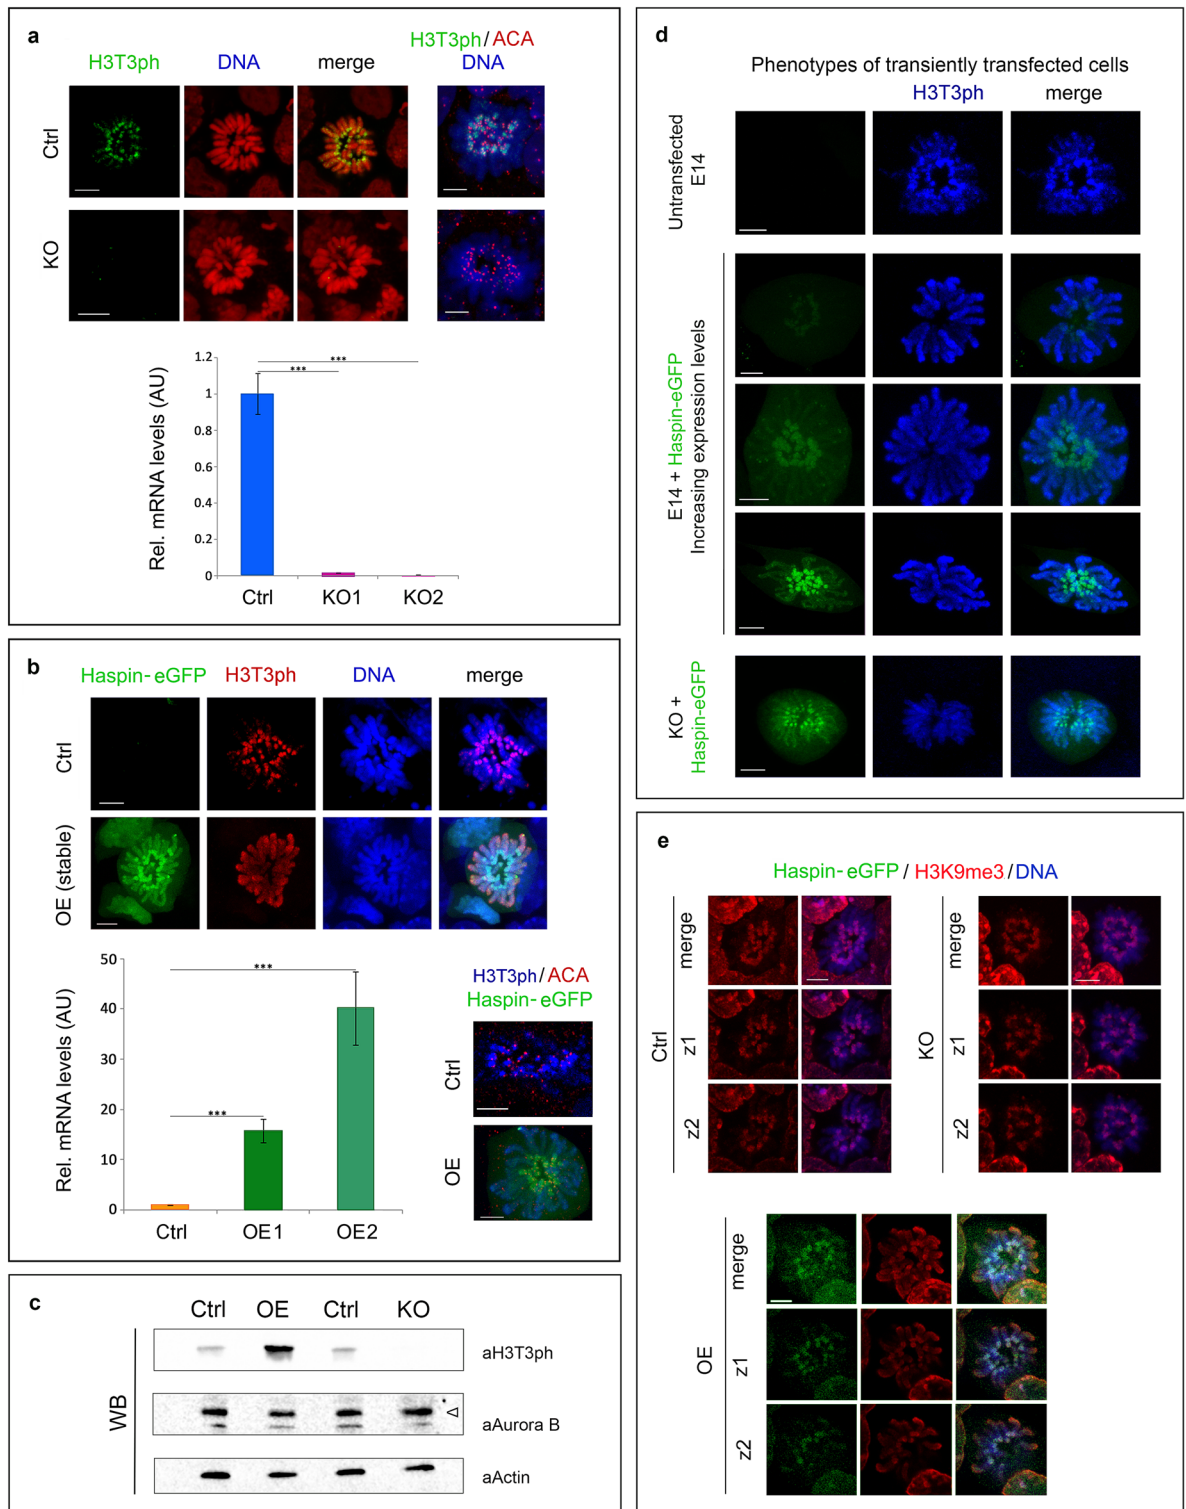 a
H3T3ph
DNA
merge
H3T3ph/ACA
DNA
Ctrl
KO
Rel. mRNA levels (AU)
1.2
1
0.8
0.6
0.4
0.2
0
***
***
Ctrl
KO1
KO2
b
Haspin-eGFP
H3T3ph
DNA
merge
Ctrl
OE (stable)
Rel. mRNA levels (AU)
50
40
30
20
10
0
***
***
Ctrl
OE1
OE2
H3T3ph/ACA
Haspin-eGFP
Ctrl
OE
c
Ctrl
OE
Ctrl
KO
WB
aH3T3ph
aAurora B
aActin
d
Phenotypes of transiently transfected cells
H3T3ph
merge
Untransfected
E14
E14 + Haspin-eGFP
Increasing expression levels
KO +
Haspin-eGFP
e
Haspin-eGFP/H3K9me3/DNA
Ctrl
merge
z1
z2
KO
merge
z1
z2
OE
merge
z1
z2